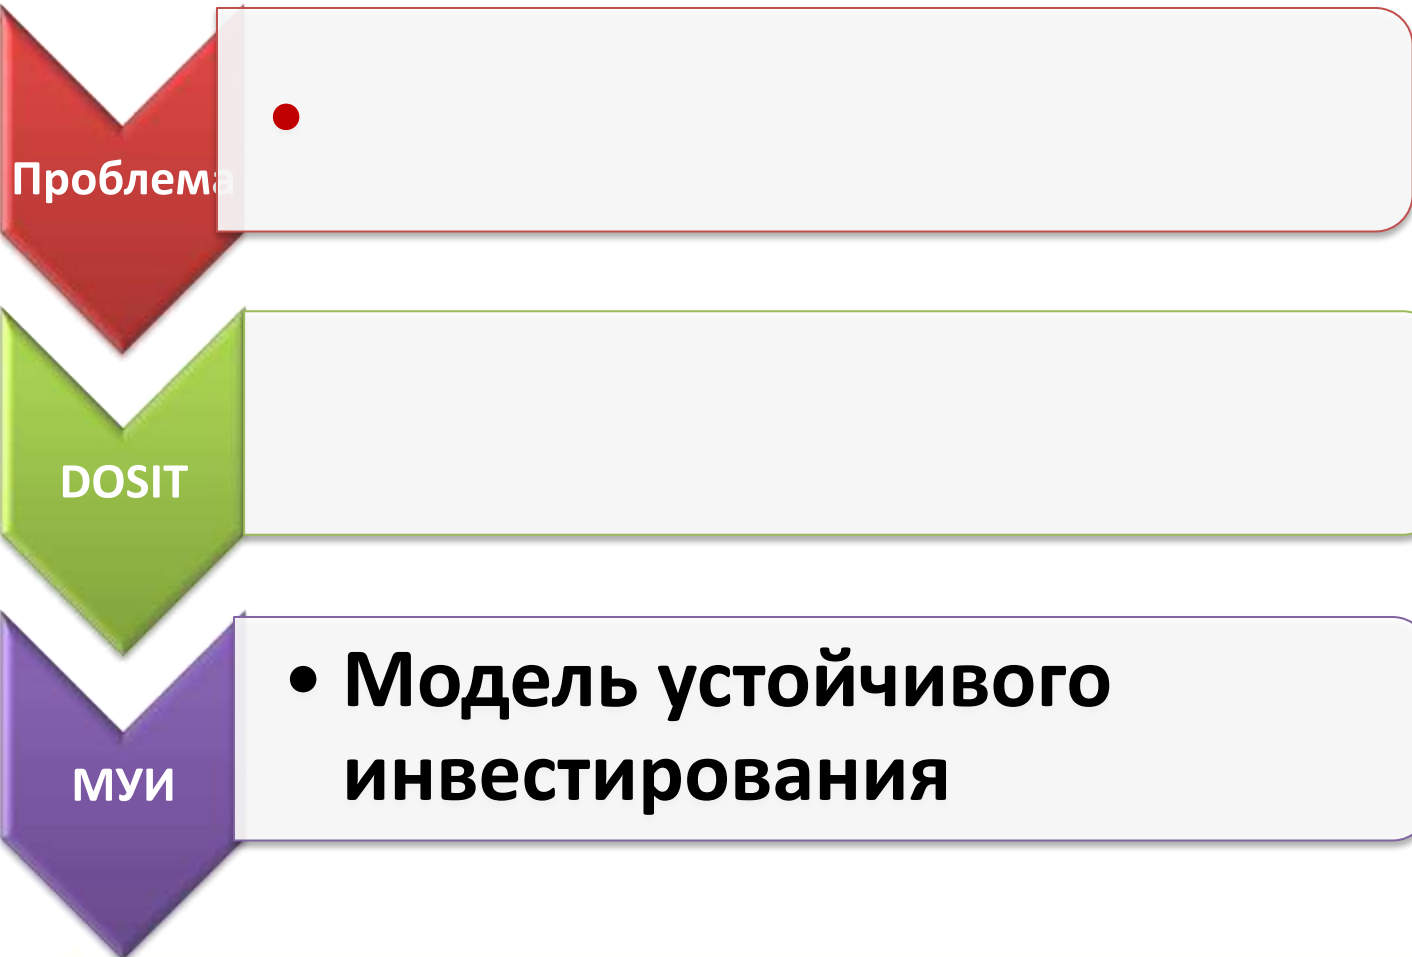 Проблема
•
DOSIT
МУИ
• Модель устойчивого
инвестирования